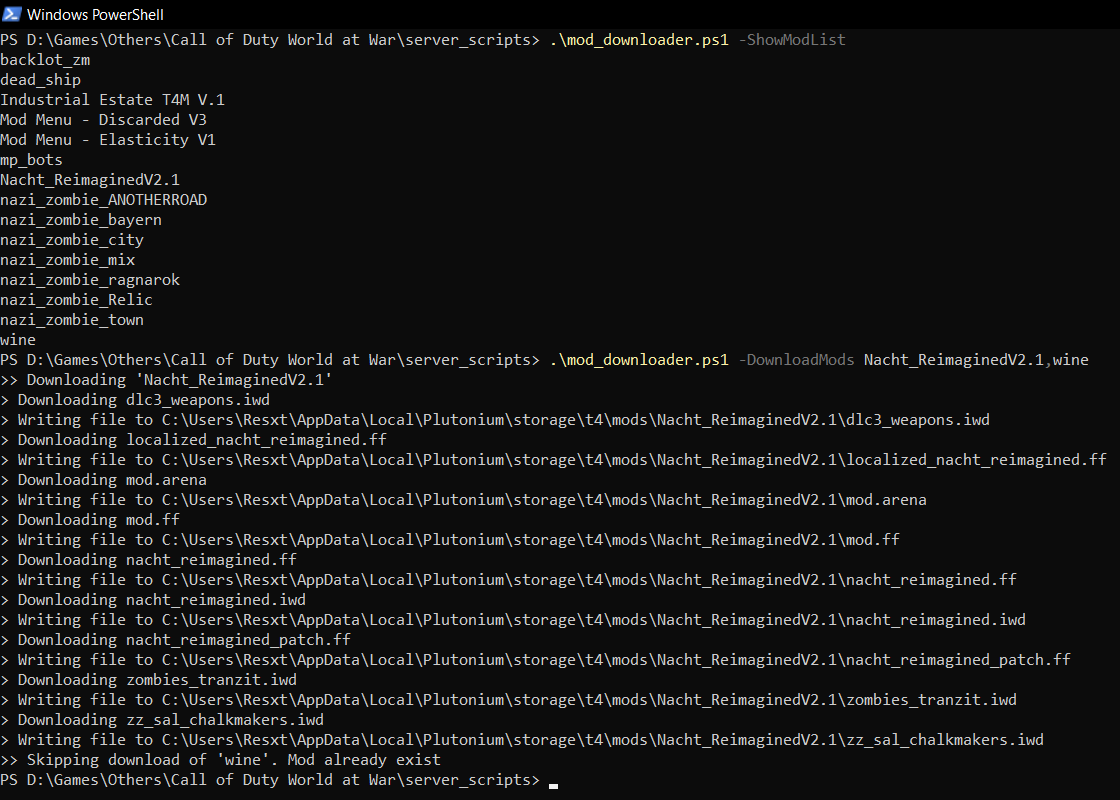 Windows PowerShell
PS D:\Games\Others\Call of Duty World at War\server_scripts> .\mod_downloader.ps1 -ShowModList
backlot_zm
dead_ship
Industrial Estate T4M V.1
Mod Menu - Discarded V3
Mod Menu - Elasticity V1
mp_bots
Nacht_ReimaginedV2.1
nazi_zombie_ANOTHERROAD
nazi_zombie_bayern
nazi_zombie_city
nazi_zombie_mix
nazi_zombie_ragnarok
nazi_zombie_Relic
nazi_zombie_town
wine
PS D:\Games\Others\Call of Duty World at War\server_scripts> .\mod_downloader.ps1 -DownloadMods Nacht_ReimaginedV2.1,wine
>> Downloading 'Nacht_ReimaginedV2.1'
> Downloading dlc3_weapons.iwd
> Writing file to C:\Users\Resxt\AppData\Local\Plutonium\storage\t4\mods\Nacht_ReimaginedV2.1\dlc3_weapons.iwd
> Downloading localized_nacht_reimagined.ff
> Writing file to C:\Users\Resxt\AppData\Local\Plutonium\storage\t4\mods\Nacht_ReimaginedV2.1\localized_nacht_reimagined.ff
> Downloading mod.arena
> Writing file to C:\Users\Resxt\AppData\Local\Plutonium\storage\t4\mods\Nacht_ReimaginedV2.1\mod.arena
> Downloading mod.ff
> Writing file to C:\Users\Resxt\AppData\Local\Plutonium\storage\t4\mods\Nacht_ReimaginedV2.1\mod.ff
> Downloading nacht_reimagined.ff
> Writing file to C:\Users\Resxt\AppData\Local\Plutonium\storage\t4\mods\Nacht_ReimaginedV2.1\nacht_reimagined.ff
> Downloading nacht_reimagined.iwd
> Writing file to C:\Users\Resxt\AppData\Local\Plutonium\storage\t4\mods\Nacht_ReimaginedV2.1\nacht_reimagined.iwd
> Downloading nacht_reimagined_patch.ff
> Writing file to C:\Users\Resxt\AppData\Local\Plutonium\storage\t4\mods\Nacht_ReimaginedV2.1\nacht_reimagined_patch.ff
> Downloading zombies_tranzit.iwd
> Writing file to C:\Users\Resxt\AppData\Local\Plutonium\storage\t4\mods\Nacht_ReimaginedV2.1\zombies_tranzit.iwd
> Downloading zz_sal_chalkmakers.iwd
> Writing file to C:\Users\Resxt\AppData\Local\Plutonium\storage\t4\mods\Nacht_ReimaginedV2.1\zz_sal_chalkmakers.iwd
>> Skipping download of 'wine'. Mod already exist
PS D:\Games\Others\Call of Duty World at War\server_scripts>